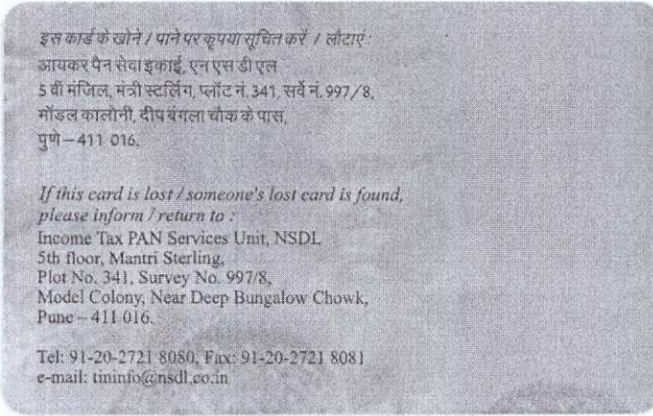 इस कार्ड के खोने / पाने पर कृपया सूचित करें / लौटाएं :
आयकर पैन सेवा इकाई, एन एस डी एल
5 वीं मंजिल, मंत्री स्टर्लिंग, प्लॉट नं. 341, सर्वे नं. 997/8,
मॉडल कालोनी, दीप बंगला चौक के पास,
पुणे – 411 016.
If this card is lost / someone's lost card is found,
please inform / return to :
Income Tax PAN Services Unit, NSDL
5th floor, Mantri Sterling,
Plot No. 341, Survey No. 997/8,
Model Colony, Near Deep Bungalow Chowk,
Pune – 411 016.
Tel: 91-20-2721 8080, Fax: 91-20-2721 8081
e-mail: tininfo@nsdl.co.in